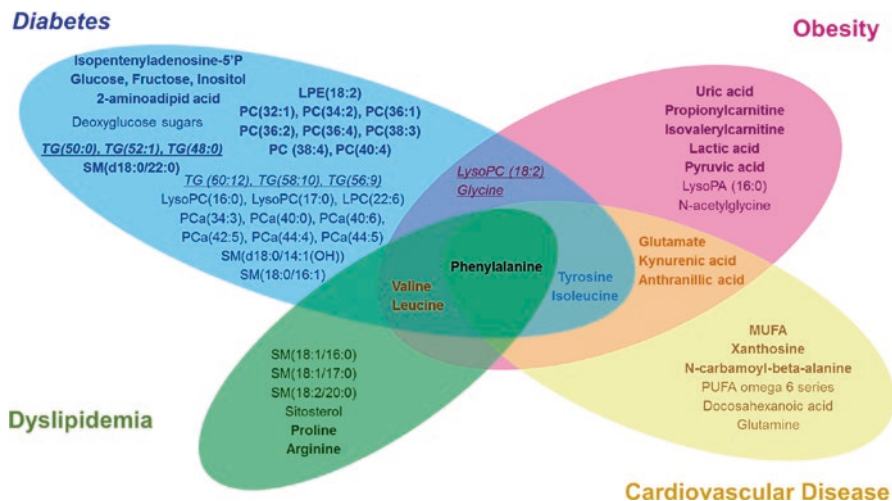 Diabetes
Obesity
Isopentenyladenosine-5'P
Glucose, Fructose, Inositol
2-aminoadipid acid
Deoxyglucose sugars
TG(50:0), TG(52:1), TG(48:0)
SM(d18:0/22:0)
LPE(18:2)
PC(32:1), PC(34:2), PC(36:1)
PC(36:2), PC(36:4), PC(38:3)
PC (38:4), PC(40:4)
TG (60:12), TG(58:10), TG(56:9)
LysoPC(16:0), LysoPC(17:0), LPC(22:6)
PCa(34:3), PCa(40:0), PCa(40:6),
PCa(42:5), PCa(44:4), PCa(44:5)
SM(d18:0/14:1(OH))
SM(18:0/16:1)
LysoPC (18:2)
Glycine
Uric acid
Propionylcarnitine
Isovalerylcarnitine
Lactic acid
Pyruvic acid
LysoPA (16:0)
N-acetylglycine
Glutamate
Kynurenic acid
Anthranillic acid
Phenylalanine
Tyrosine
Isoleucine
Valine
Leucine
SM(18:1/16:0)
SM(18:1/17:0)
SM(18:2/20:0)
Sitosterol
Proline
Arginine
MUFA
Xanthosine
N-carbamoyl-beta-alanine
PUFA omega 6 series
Docosahexanoic acid
Glutamine
Dyslipidemia
Cardiovascular Disease